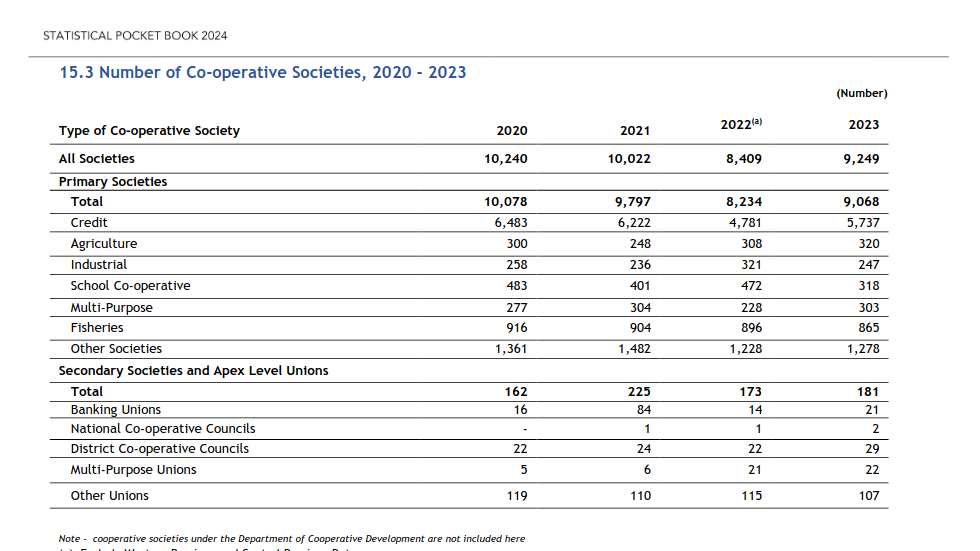 STATISTICAL POCKET BOOK 2024
15.3 Number of Co-operative Societies, 2020 - 2023
(Number)
Type of Co-operative Society 2020 2021 2022(a) 2023
All Societies 10,240 10,022 8,409 9,249
Primary Societies
Total 10,078 9,797 8,234 9,068
Credit 6,483 6,222 4,781 5,737
Agriculture 300 248 308 320
Industrial 258 236 321 247
School Co-operative 483 401 472 318
Multi-Purpose 277 304 228 303
Fisheries 916 904 896 865
Other Societies 1,361 1,482 1,228 1,278
Secondary Societies and Apex Level Unions
Total 162 225 173 181
Banking Unions 16 84 14 21
National Co-operative Councils - 1 1 2
District Co-operative Councils 22 24 22 29
Multi-Purpose Unions 5 6 21 22
Other Unions 119 110 115 107
Note - cooperative societies under the Department of Cooperative Development are not included here